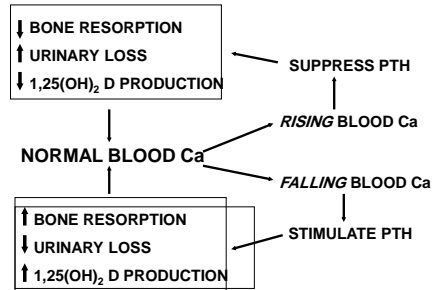 ↓ BONE RESORPTION
↑ URINARY LOSS
↓ 1,25(OH)₂ D PRODUCTION
SUPPRESS PTH
RISING BLOOD Ca
NORMAL BLOOD Ca
FALLING BLOOD Ca
↑ BONE RESORPTION
↓ URINARY LOSS
↑ 1,25(OH)₂ D PRODUCTION
STIMULATE PTH